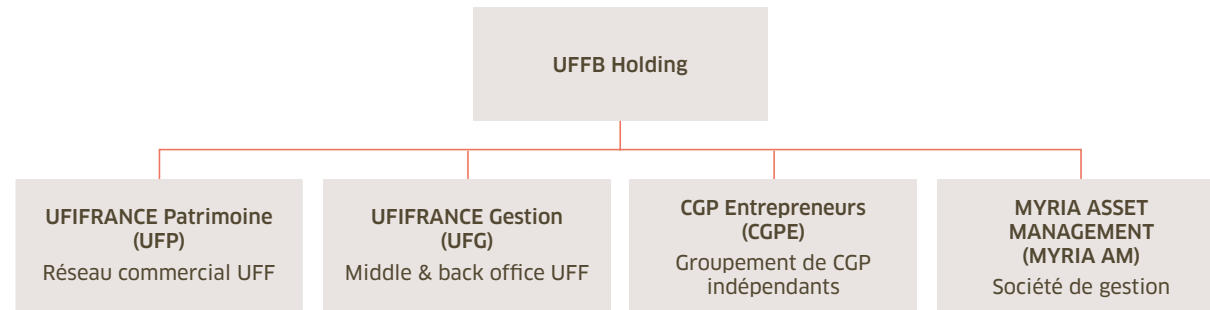 UFFB Holding
UFIFRANCE Patrimoine
(UFP)
Réseau commercial UFF
UFIFRANCE Gestion
(UFG)
Middle & back office UFF
CGP Entrepreneurs
(CGPE)
Groupement de CGP
indépendants
MYRIA ASSET
MANAGEMENT
(MYRIA AM)
Société de gestion